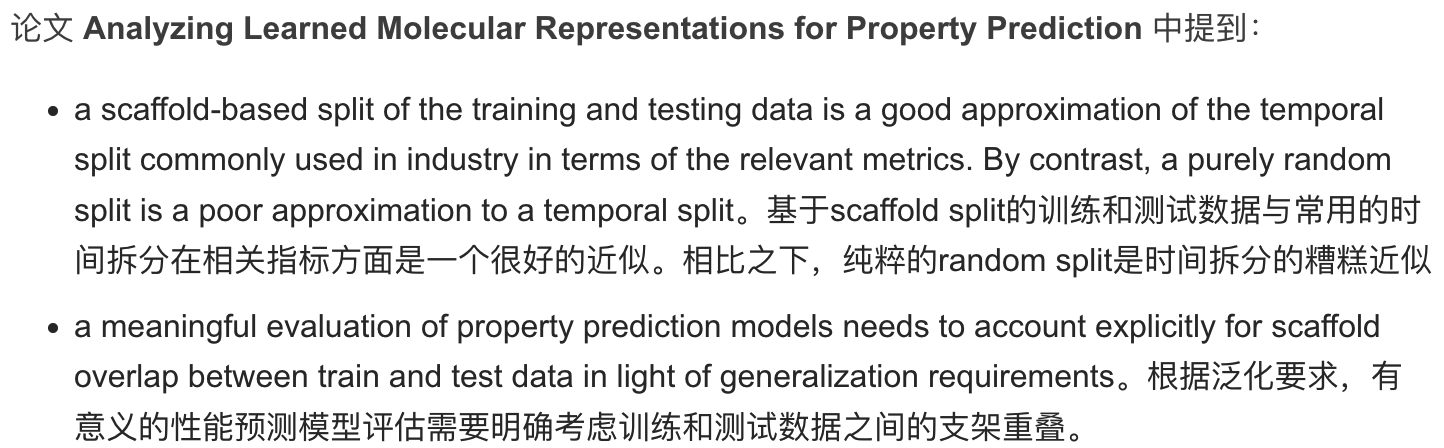 论文 Analyzing Learned Molecular Representations for Property Prediction 中提到：
• a scaffold-based split of the training and testing data is a good approximation of the temporal
split commonly used in industry in terms of the relevant metrics. By contrast, a purely random
split is a poor approximation to a temporal split。基于scaffold split的训练和测试数据与常用的时
间拆分在相关指标方面是一个很好的近似。相比之下，纯粹的random split是时间拆分的糟糕近似
• a meaningful evaluation of property prediction models needs to account explicitly for scaffold
overlap between train and test data in light of generalization requirements。根据泛化要求，有
意义的性能预测模型评估需要明确考虑训练和测试数据之间的支架重叠。